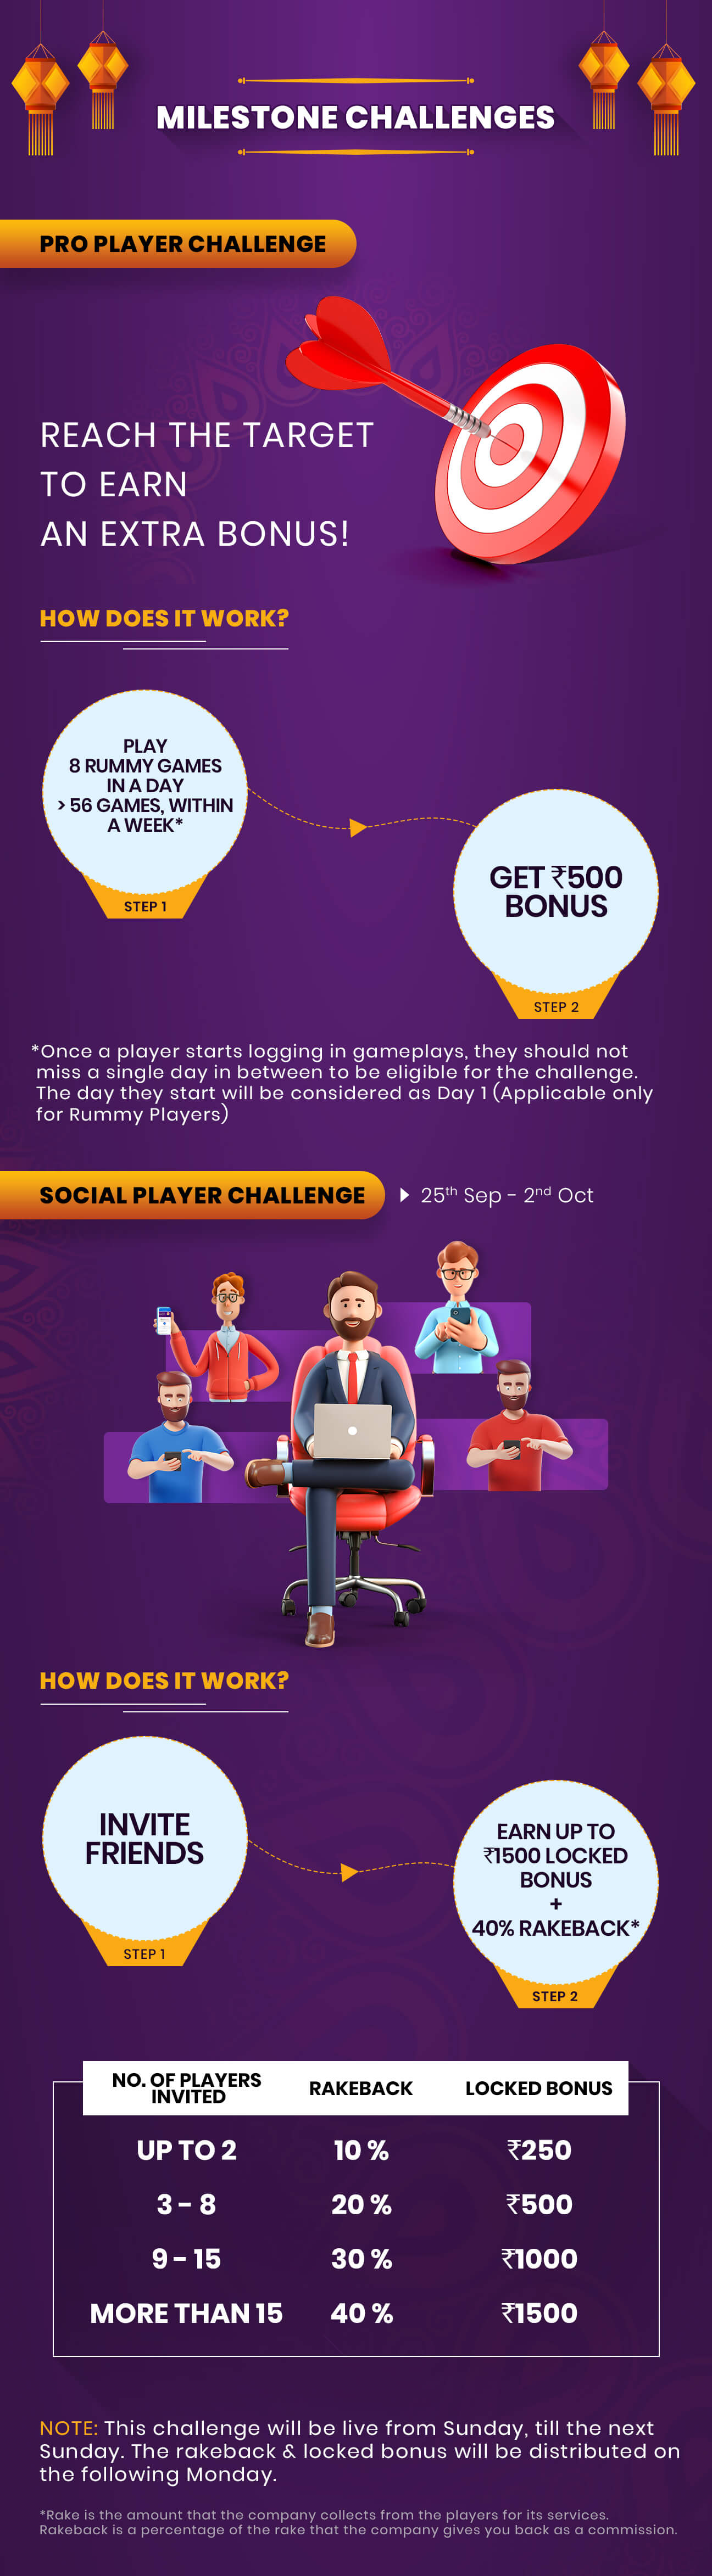 MILESTONE CHALLENGES
PRO PLAYER CHALLENGE
REACH THE TARGET
TO EARN
AN EXTRA BONUS!
HOW DOES IT WORK?
PLAY
8 RUMMY GAMES
IN A DAY
> 56 GAMES, WITHIN
A WEEK*
STEP 1
GET ₹500
BONUS
STEP 2
*Once a player starts logging in gameplays, they should not
miss a single day in between to be eligible for the challenge.
The day they start will be considered as Day 1 (Applicable only
for Rummy Players)
SOCIAL PLAYER CHALLENGE
25th Sep - 2nd Oct
HOW DOES IT WORK?
INVITE
FRIENDS
STEP 1
EARN UP TO
₹1500 LOCKED
BONUS
+
40% RAKEBACK*
STEP 2
NO. OF PLAYERS
INVITED
RAKEBACK
LOCKED BONUS
UP TO 2 10 % ₹250
3 - 8 20 % ₹500
9 - 15 30 % ₹1000
MORE THAN 15 40 % ₹1500
NOTE: This challenge will be live from Sunday, till the next
Sunday. The rakeback & locked bonus will be distributed on
the following Monday.
*Rake is the amount that the company collects from the players for its services.
Rakeback is a percentage of the rake that the company gives you back as a commission.